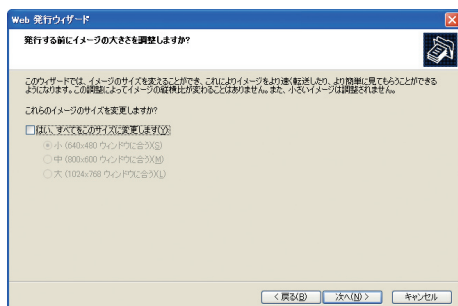 Web 発行ウィザード
発行する前にイメージの大きさを調整しますか?
このウィザードでは、イメージのサイズを変えることができ、これによりイメージをより速く転送したり、より簡単に見てもらうことができる
ようになります。この調整によってイメージの縦横比が変わることはありません。また、小さいイメージは調整されません。
これらのイメージのサイズを変更しますか?
はい、すべてをこのサイズに変更します(Y):
小 (640x480 ウィンドウに合う)(S)
中 (800x600 ウィンドウに合う)(M)
大 (1024x768 ウィンドウに合う)(L)
< 戻る(B) 次へ(N) > キャンセル